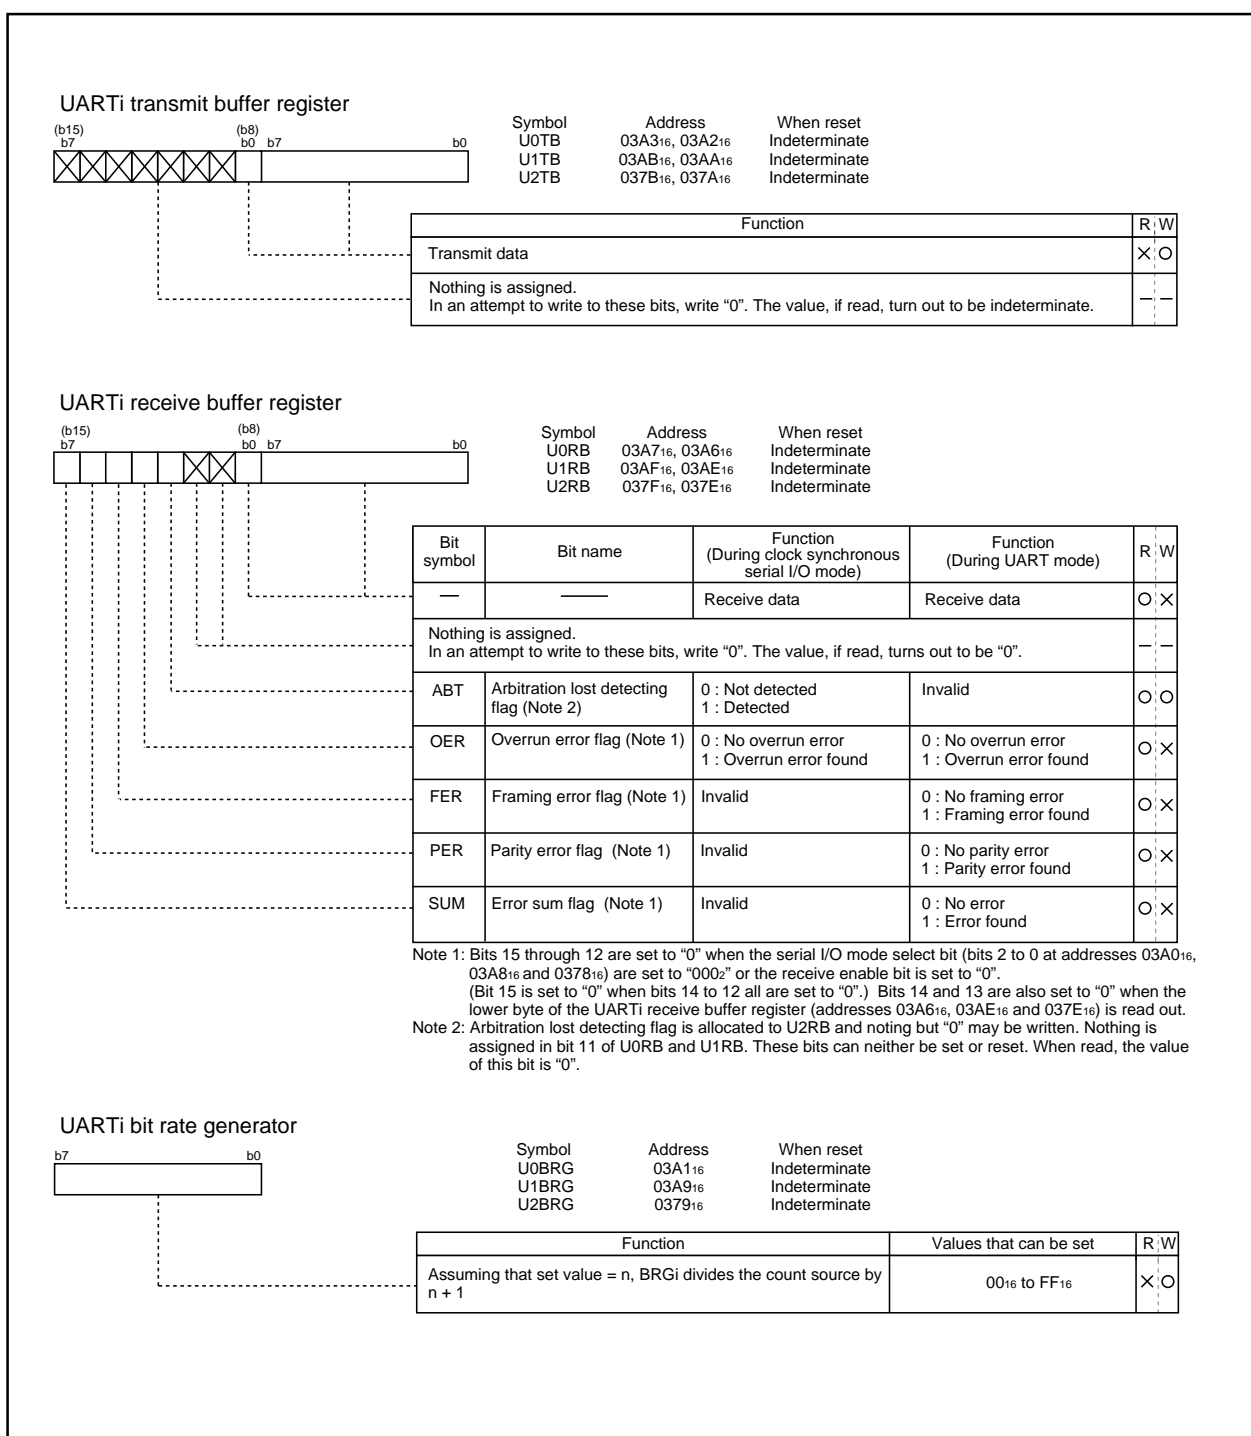 UARTi transmit buffer register
(b15) (b8)
b7 b0 b7 b0
Symbol Address When reset
U0TB 03A3₁₆, 03A2₁₆ Indeterminate
U1TB 03AB₁₆, 03AA₁₆ Indeterminate
U2TB 037B₁₆, 037A₁₆ Indeterminate
Function R W
Transmit data X O
Nothing is assigned.
In an attempt to write to these bits, write “0”. The value, if read, turn out to be indeterminate. — —
UARTi receive buffer register
(b15) (b8)
b7 b0 b7 b0
Symbol Address When reset
U0RB 03A7₁₆, 03A6₁₆ Indeterminate
U1RB 03AF₁₆, 03AE₁₆ Indeterminate
U2RB 037F₁₆, 037E₁₆ Indeterminate
Bit symbol Bit name Function (During clock synchronous serial I/O mode) Function (During UART mode) R W
— — Receive data Receive data O X
Nothing is assigned.
In an attempt to write to these bits, write “0”. The value, if read, turns out to be “0”. — —
ABT Arbitration lost detecting flag (Note 2) 0 : Not detected 1 : Detected Invalid O O
OER Overrun error flag (Note 1) 0 : No overrun error 1 : Overrun error found 0 : No overrun error 1 : Overrun error found O X
FER Framing error flag (Note 1) Invalid 0 : No framing error 1 : Framing error found O X
PER Parity error flag (Note 1) Invalid 0 : No parity error 1 : Parity error found O X
SUM Error sum flag (Note 1) Invalid 0 : No error 1 : Error found O X
Note 1: Bits 15 through 12 are set to “0” when the serial I/O mode select bit (bits 2 to 0 at addresses 03A0₁₆,
03A8₁₆ and 0378₁₆) are set to “000₂” or the receive enable bit is set to “0”.
(Bit 15 is set to “0” when bits 14 to 12 all are set to “0”.) Bits 14 and 13 are also set to “0” when the
lower byte of the UARTi receive buffer register (addresses 03A6₁₆, 03AE₁₆ and 037E₁₆) is read out.
Note 2: Arbitration lost detecting flag is allocated to U2RB and noting but “0” may be written. Nothing is
assigned in bit 11 of U0RB and U1RB. These bits can neither be set or reset. When read, the value
of this bit is “0”.
UARTi bit rate generator
b7 b0
Symbol Address When reset
U0BRG 03A1₁₆ Indeterminate
U1BRG 03A9₁₆ Indeterminate
U2BRG 0379₁₆ Indeterminate
Function Values that can be set R W
Assuming that set value = n, BRGi divides the count source by
n + 1 00₁₆ to FF₁₆ X O